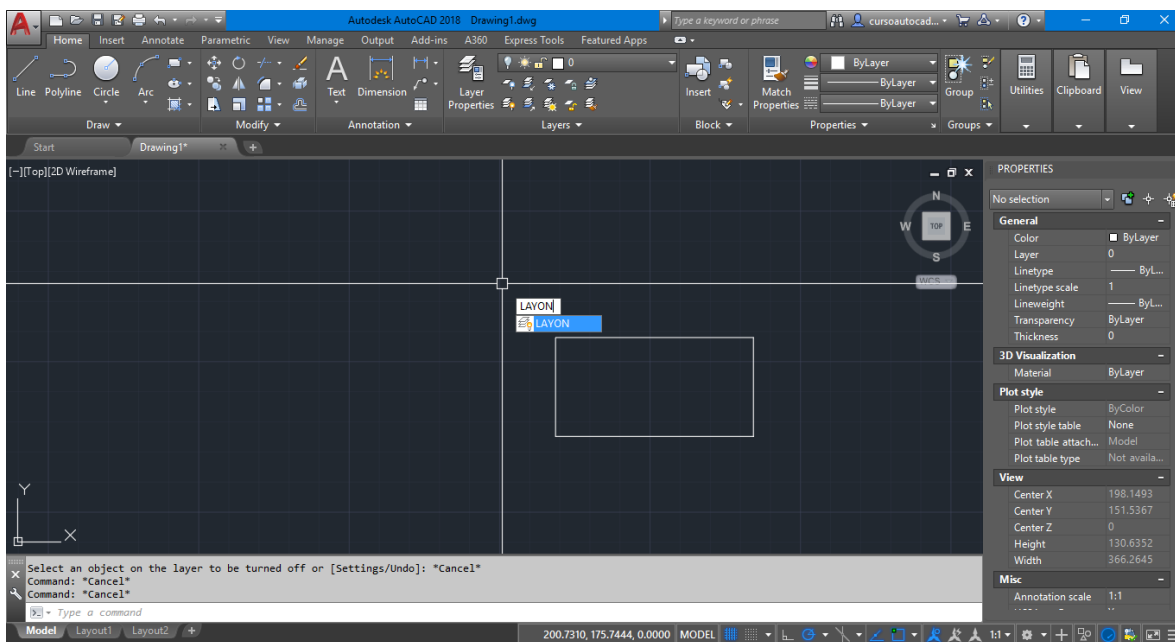 Autodesk AutoCAD 2018 Drawing1.dwg
Type a keyword or phrase
cursoautocad...
Home Insert Annotate Parametric View Manage Output Add-ins A360 Express Tools Featured Apps
Line Polyline Circle Arc
Text Dimension
Layer Properties
0
Insert
Match Properties
ByLayer
ByLayer
ByLayer
Group
Utilities Clipboard View
Draw Modify Annotation Layers Block Properties Groups
Start Drawing1* +
[−][Top][2D Wireframe]
N
W TOP E
S
WCS
LAYON
LAYON
Y
X
PROPERTIES
No selection
General
Color ByLayer
Layer 0
Linetype ByL...
Linetype scale 1
Lineweight ByL...
Transparency ByLayer
Thickness 0
3D Visualization
Material ByLayer
Plot style
Plot style ByColor
Plot style table None
Plot table attach... Model
Plot table type Not availa...
View
Center X 198.1493
Center Y 151.5367
Center Z 0
Height 130.6352
Width 366.2645
Misc
Annotation scale 1:1
Select an object on the layer to be turned off or [Settings/Undo]: *Cancel*
Command: *Cancel*
Command: *Cancel*
Type a command
Model Layout1 Layout2 +
200.7310, 175.7444, 0.0000 MODEL 1:1